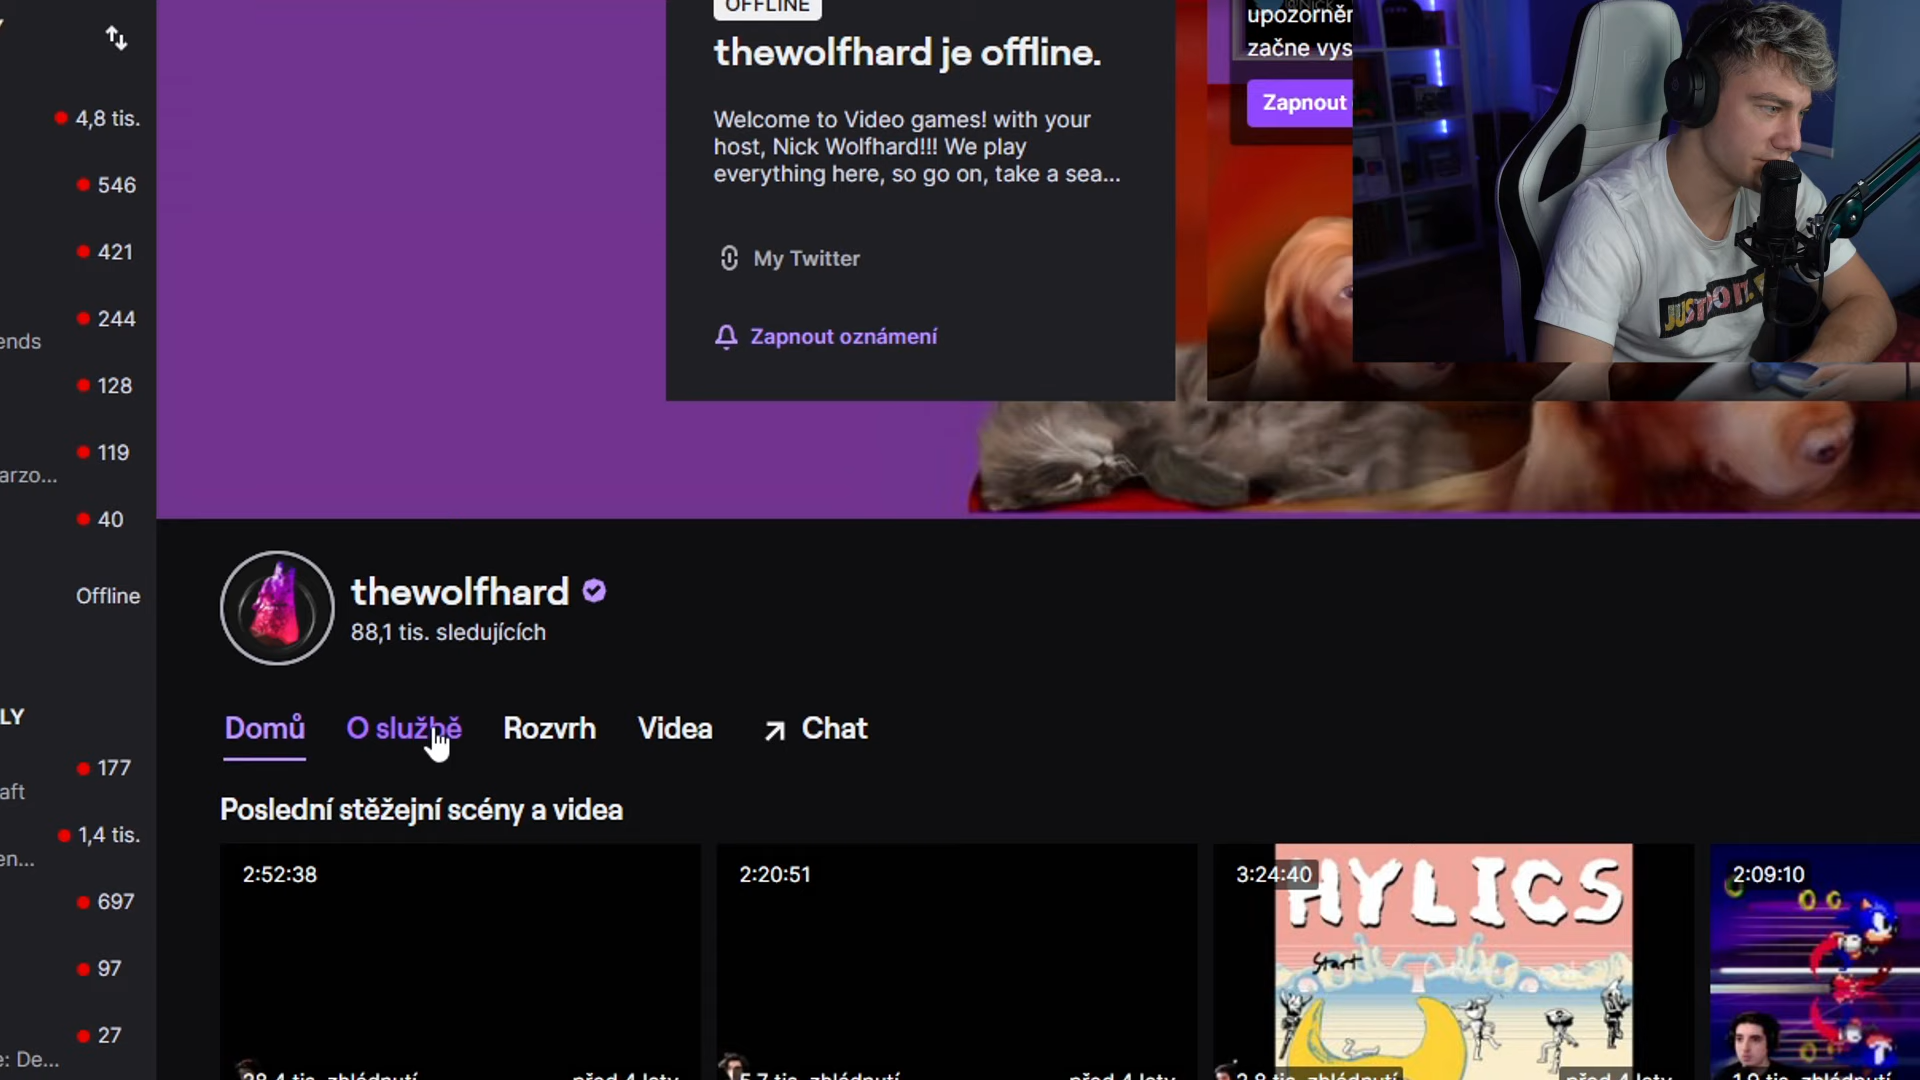 OFFLINE
thewolfhard je offline.
Welcome to Video games! with your
host, Nick Wolfhard!!! We play
everything here, so go on, take a sea...
My Twitter
Zapnout oznámení
začne vys
Zapnout
JUST DO IT.
4,8 tis.
546
421
244
ends
128
119
arzo...
40
Offline
LY
177
aft
1,4 tis.
en...
697
97
27
e: De...
thewolfhard
88,1 tis. sledujících
Domů
O službě
Rozvrh
Videa
Chat
Poslední stěžejní scény a videa
2:52:38
2:20:51
3:24:40
HYLICS
Start
2:09:10